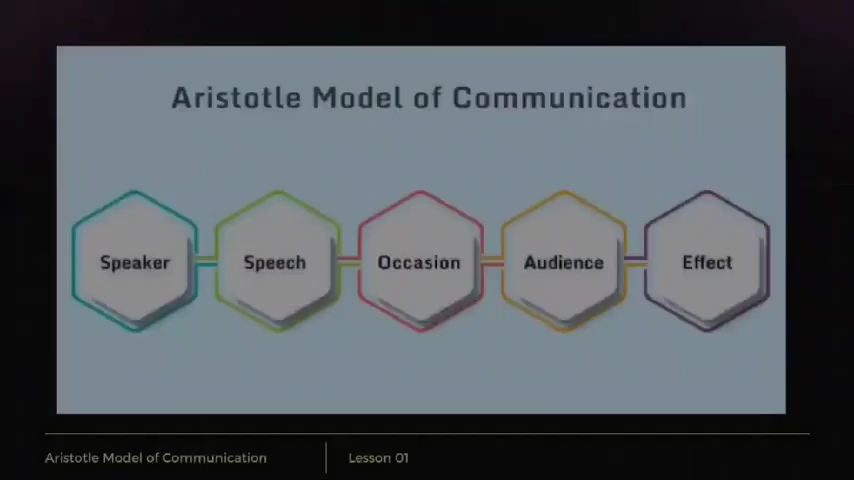 Aristotle Model of Communication
Speaker
Speech
Occasion
Audience
Effect
Aristotle Model of Communication
Lesson 01